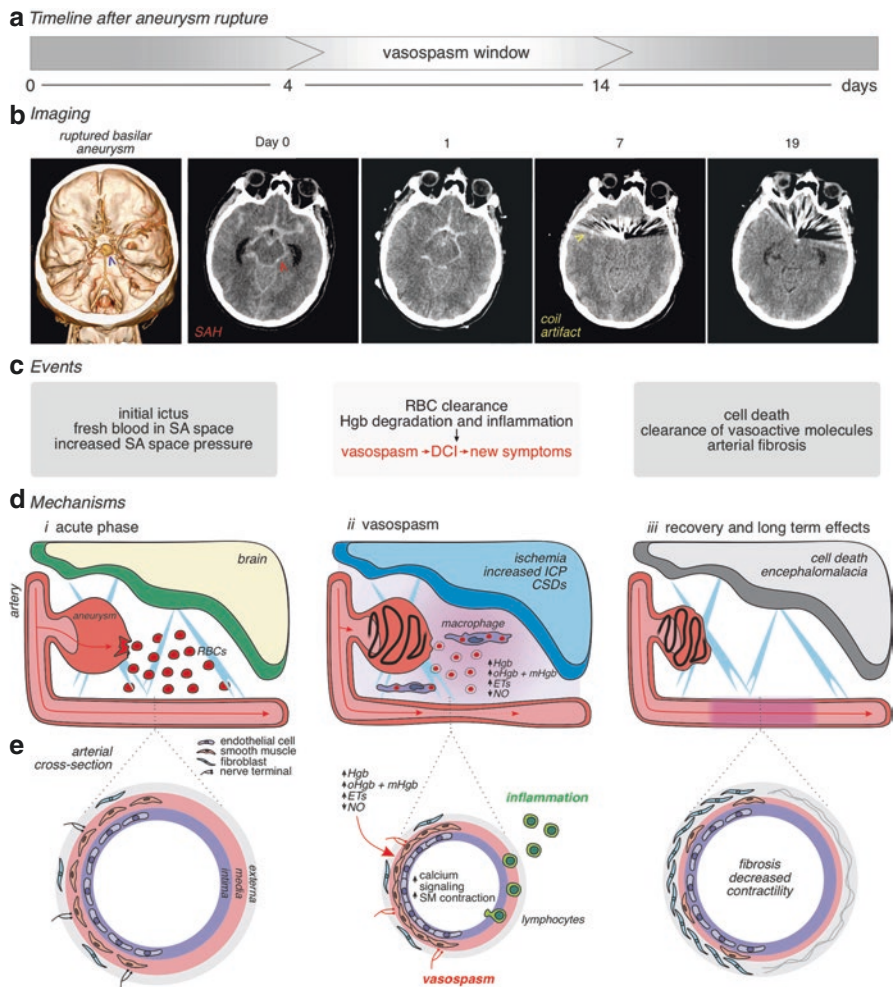 a Timeline after aneurysm rupture
vasospasm window
0 4 14 days
b Imaging
ruptured basilar
aneurysm
Day 0 1 7 19
SAH
coil
artifact
c Events
initial ictus
fresh blood in SA space
increased SA space pressure
RBC clearance
Hgb degradation and inflammation
vasospasm → DCI → new symptoms
cell death
clearance of vasoactive molecules
arterial fibrosis
d Mechanisms
i acute phase
brain
artery
aneurysm
RBCs
ii vasospasm
ischemia
increased ICP
CSDs
macrophage
Hgb
oHgb + mHgb
ETs
NO
iii recovery and long term effects
cell death
encephalomalacia
e
arterial
cross-section
endothelial cell
smooth muscle
fibroblast
nerve terminal
intima
media
externa
Hgb
oHgb + mHgb
ETs
NO
inflammation
calcium
signaling
SM contraction
lymphocytes
vasospasm
fibrosis
decreased
contractility